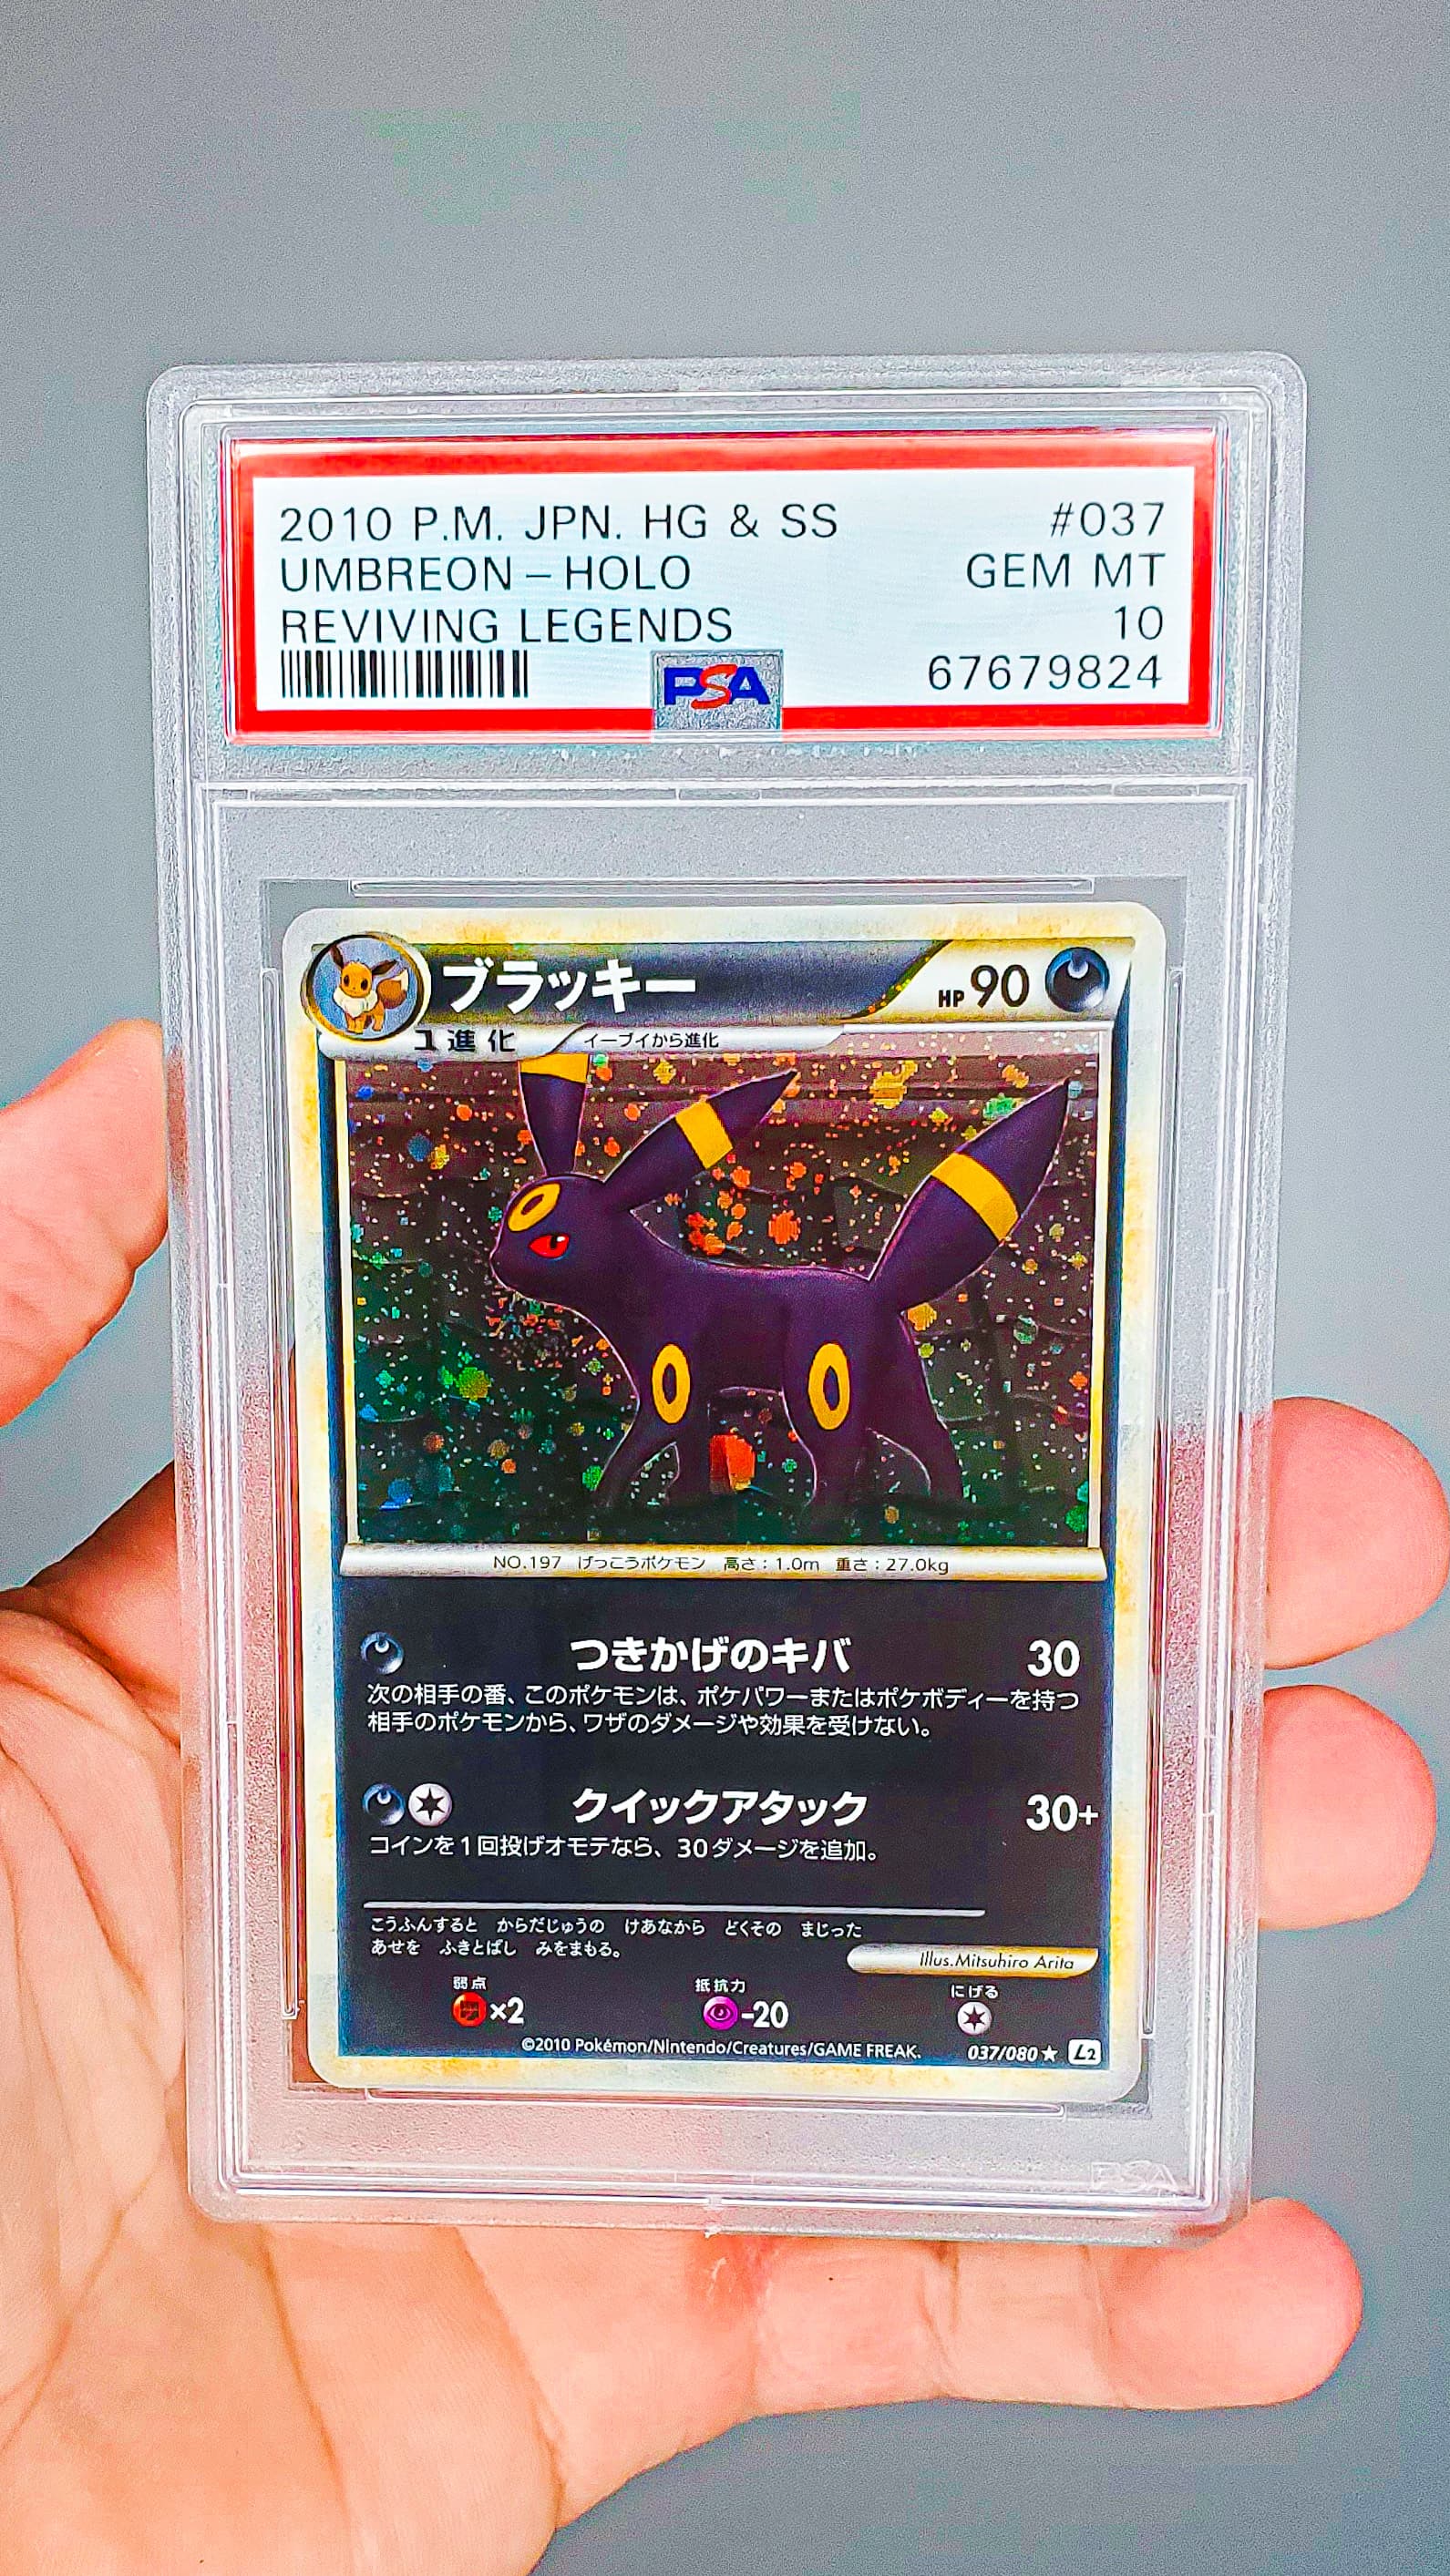 2010 P.M. JPN. HG & SS #037
UMBREON – HOLO GEM MT
REVIVING LEGENDS 10
PSA 67679824
ブラッキー HP 90
1進化 イーブイから進化
NO.197 げっこうポケモン 高さ:1.0m 重さ:27.0kg
つきかげのキバ 30
次の相手の番、このポケモンは、ポケパワーまたはポケボディーを持つ
相手のポケモンから、ワザのダメージや効果を受けない。
クイックアタック 30+
コインを1回投げオモテなら、30ダメージを追加。
こうふんすると からだじゅうの けあなから どくその まじった
あせを ふきとばし みをまもる。
Illus.Mitsuhiro Arita
弱点 抵抗力 にげる
×2 -20
©2010 Pokémon/Nintendo/Creatures/GAME FREAK. 037/080 ★ L2
PSA